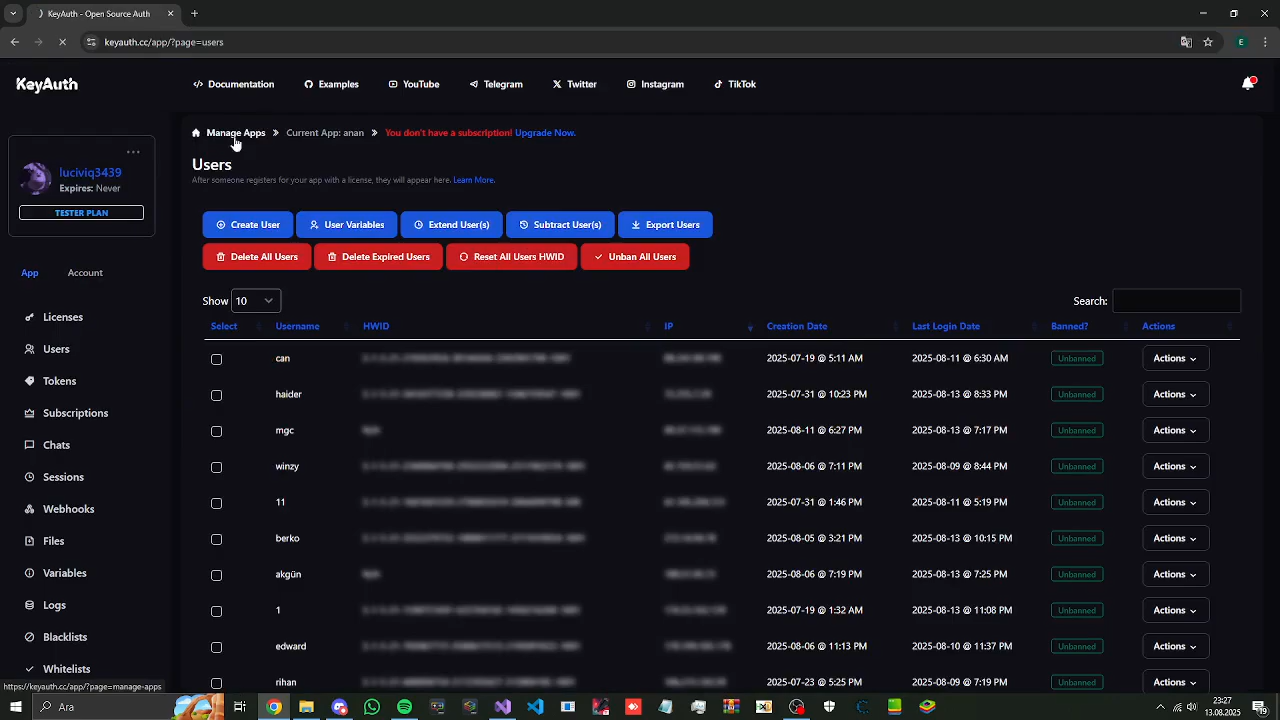 KeyAuth - Open Source Auth
keyauth.cc/app/?page=users
E
KeyAuth
Documentation
Examples
YouTube
Telegram
Twitter
Instagram
TikTok
luciviq3439
Expires: Never
TESTER PLAN
App Account
Licenses
Users
Tokens
Subscriptions
Chats
Sessions
Webhooks
Files
Variables
Logs
Blacklists
Whitelists
Manage Apps Current App: anan You don't have a subscription! Upgrade Now.
Users
After someone registers for your app with a license, they will appear here. Learn More.
Create User User Variables Extend User(s) Subtract User(s) Export Users
Delete All Users Delete Expired Users Reset All Users HWID Unban All Users
Show 10 Search:
Select Username HWID IP Creation Date Last Login Date Banned? Actions
can 2025-07-19 @ 5:11 AM 2025-08-11 @ 6:30 AM Unbanned Actions
haider 2025-07-31 @ 10:23 PM 2025-08-13 @ 8:33 PM Unbanned Actions
mgc 2025-08-11 @ 6:27 PM 2025-08-13 @ 7:17 PM Unbanned Actions
winzy 2025-08-02 @ 7:11 PM 2025-08-09 @ 8:44 PM Unbanned Actions
11 2025-07-31 @ 1:46 PM 2025-08-11 @ 5:19 PM Unbanned Actions
berko 2025-08-05 @ 1:21 PM 2025-08-13 @ 10:15 PM Unbanned Actions
akgün 2025-08-13 @ 7:19 PM 2025-08-13 @ 7:25 PM Unbanned Actions
1 2025-07-19 @ 1:32 AM 2025-08-10 @ 11:08 PM Unbanned Actions
edward 2025-08-03 @ 11:13 PM 2025-08-10 @ 11:37 PM Unbanned Actions
rihan 2025-07-23 @ 5:25 PM 2025-08-09 @ 7:19 PM Unbanned Actions
https://keyauth.cc/app/?page=manage-apps
Ara
23:27
13.08.2025